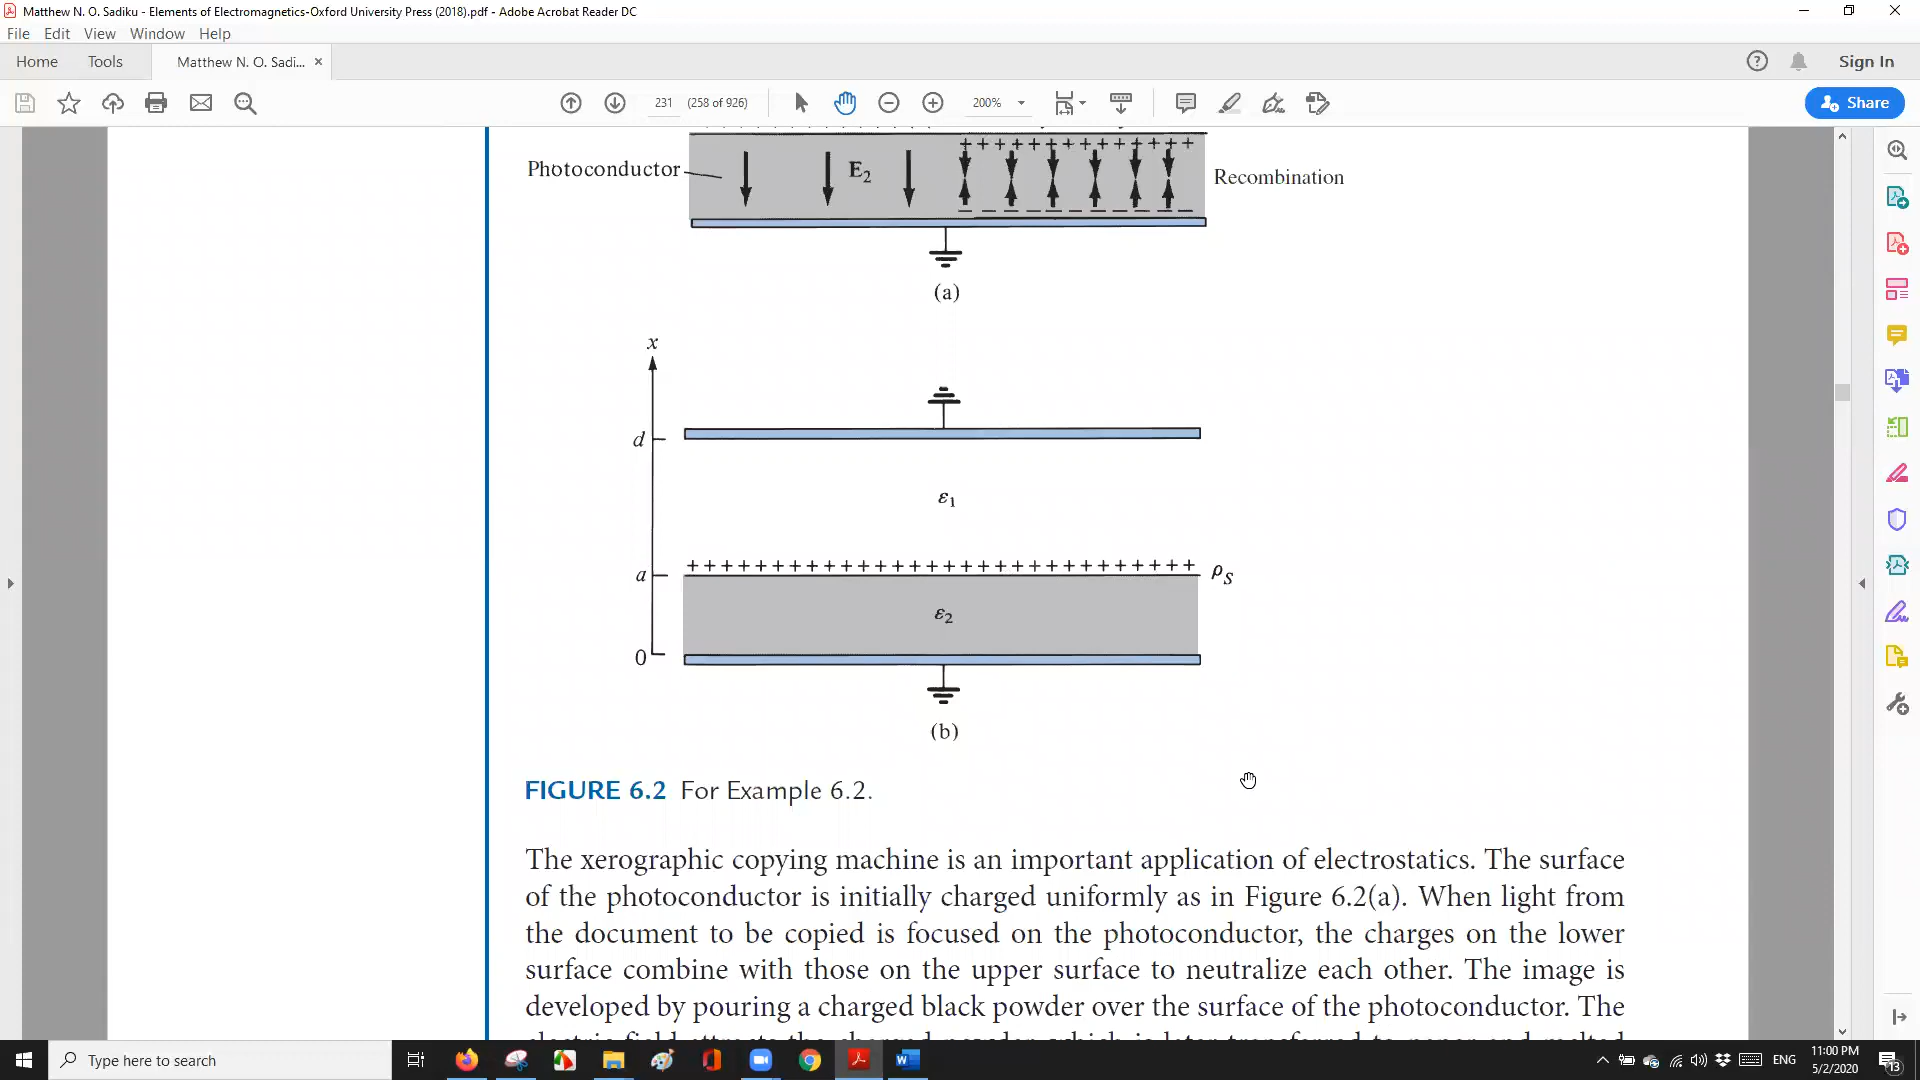 Matthew N. O. Sadiku - Elements of Electromagnetics-Oxford University Press (2018).pdf - Adobe Acrobat Reader DC
File Edit View Window Help
Home Tools Matthew N. O. Sadi... × Sign In
231 (258 of 926) 200% Share
+ + + + + + + + + + + + + +
Photoconductor E₂ Recombination
(a)
x
d
ε₁
+ + + + + + + + + + + + + + + + + + + + + + + + + + + + + +
a ρ_S
ε₂
0
(b)
FIGURE 6.2 For Example 6.2.
The xerographic copying machine is an important application of electrostatics. The surface
of the photoconductor is initially charged uniformly as in Figure 6.2(a). When light from
the document to be copied is focused on the photoconductor, the charges on the lower
surface combine with those on the upper surface to neutralize each other. The image is
developed by pouring a charged black powder over the surface of the photoconductor. The
Type here to search
ENG
11:00 PM
5/2/2020
13